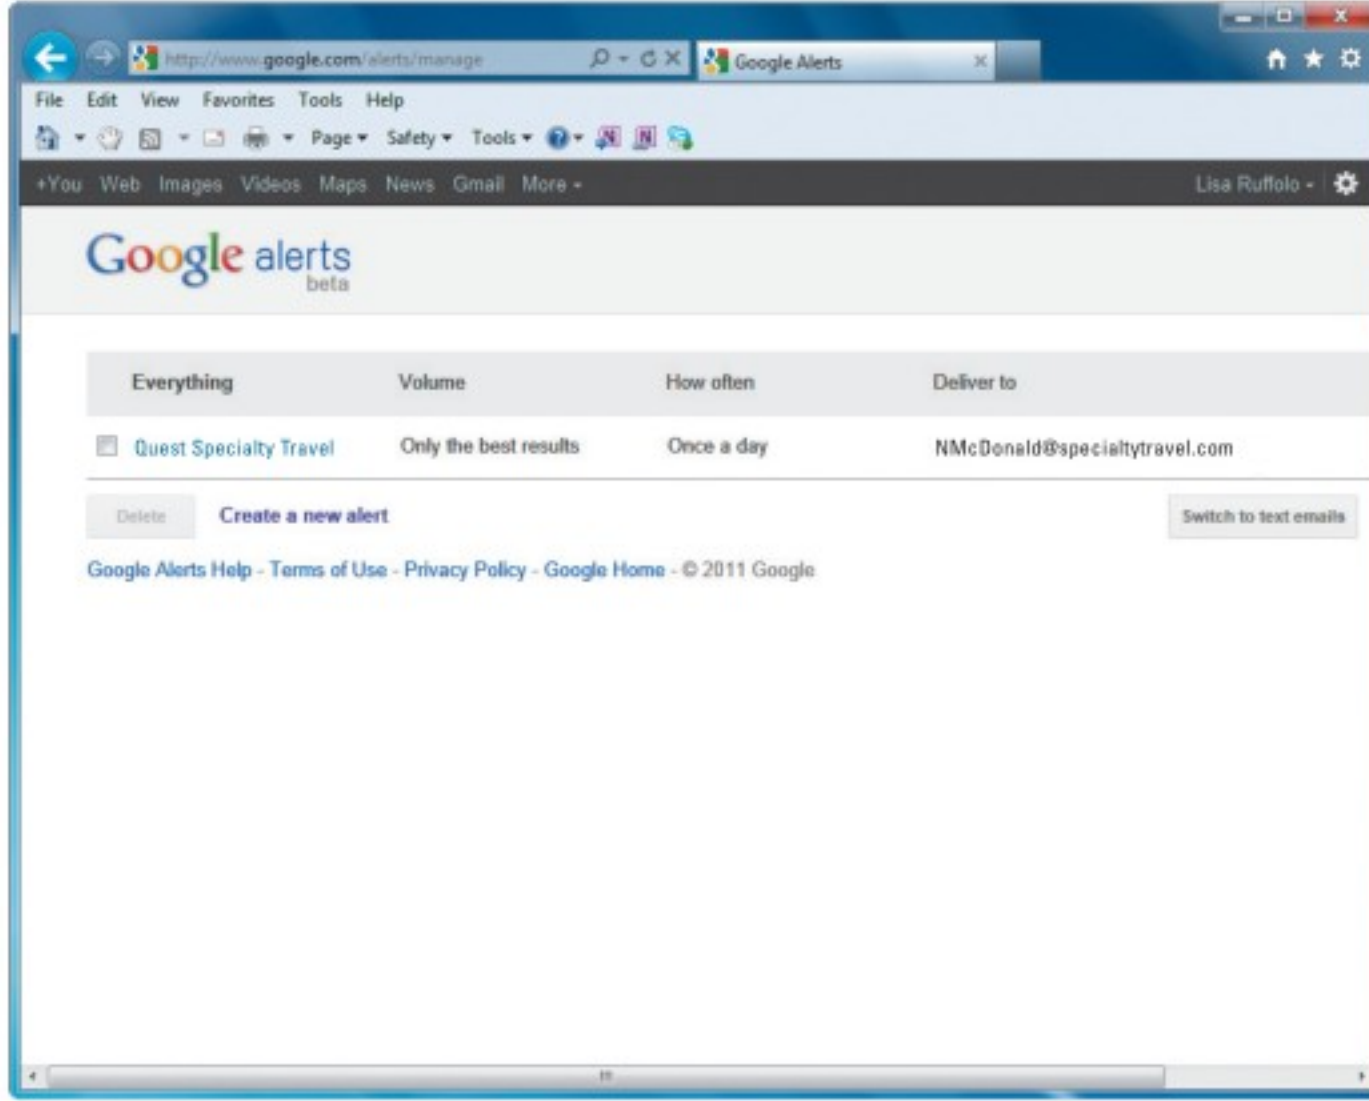 http://www.google.com/alerts/manage
Google Alerts
File Edit View Favorites Tools Help
Page Safety Tools
+You Web Images Videos Maps News Gmail More
Lisa Ruffolo
Google alerts
beta
Everything Volume How often Deliver to
Quest Specialty Travel Only the best results Once a day NMcDonald@specialtytravel.com
Delete Create a new alert Switch to text emails
Google Alerts Help - Terms of Use - Privacy Policy - Google Home - © 2011 Google